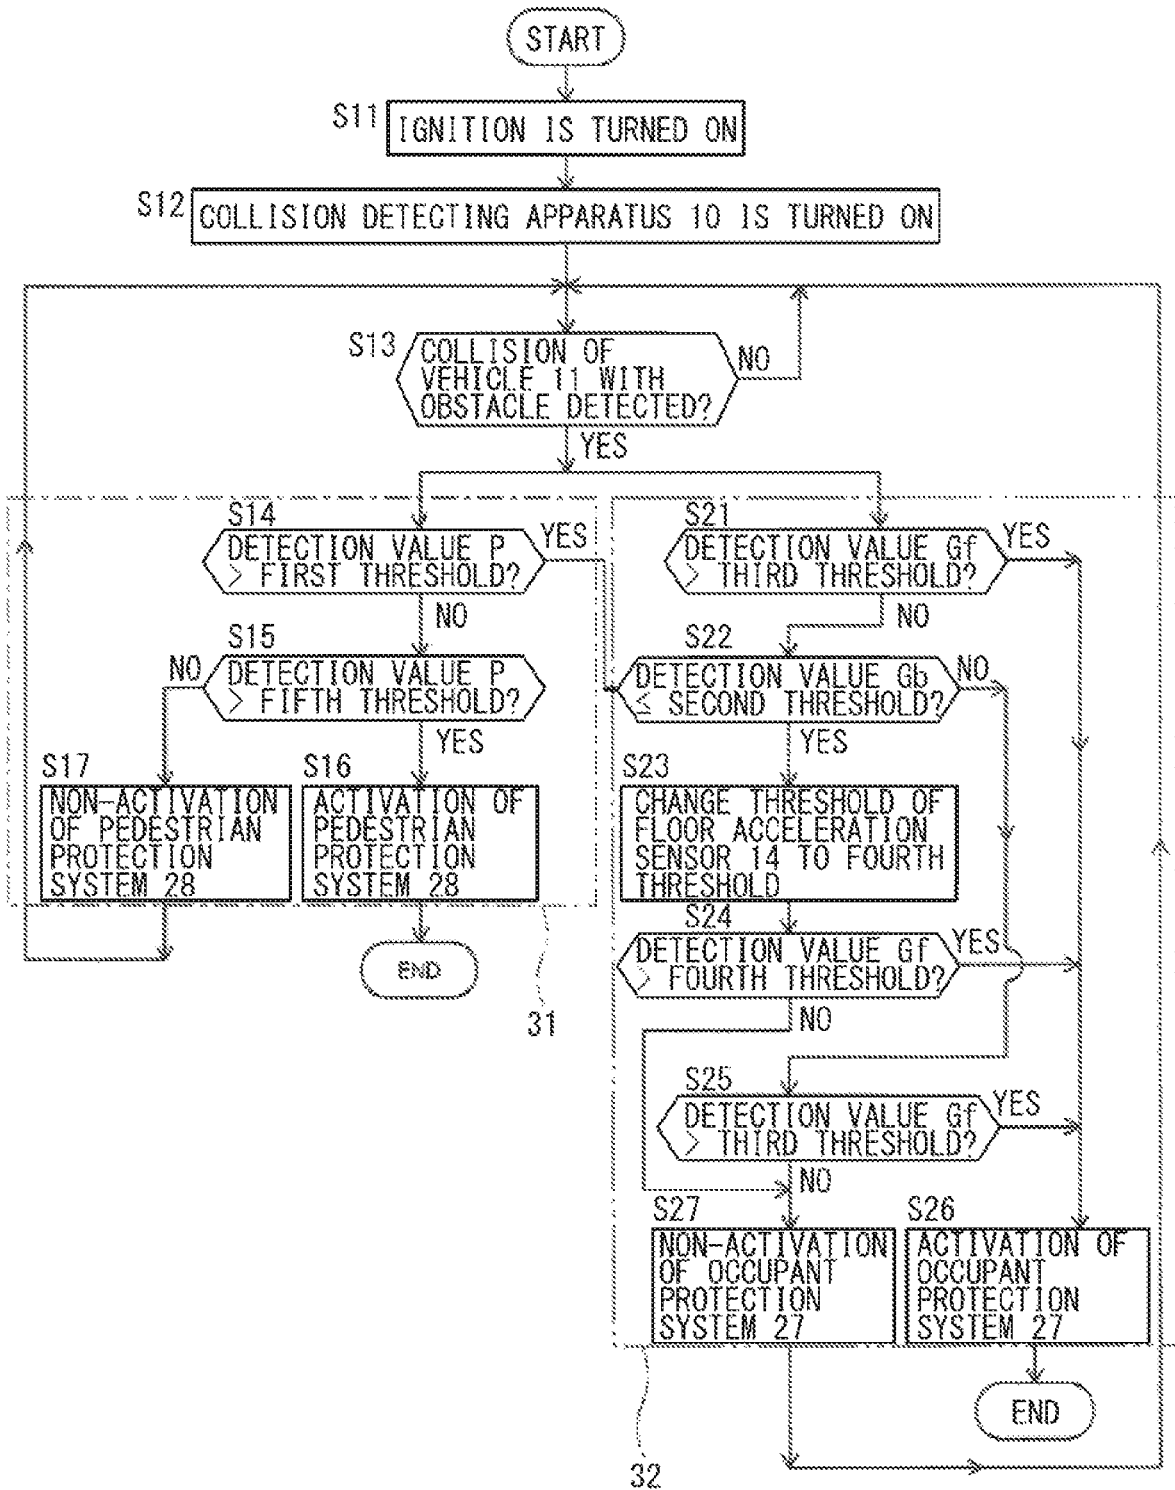 START
S11
IGNITION IS TURNED ON
S12
COLLISION DETECTING APPARATUS 10 IS TURNED ON
S13
COLLISION OF
VEHICLE 11 WITH
OBSTACLE DETECTED?
NO
YES
S14
DETECTION VALUE P
> FIRST THRESHOLD?
YES
NO
S15
DETECTION VALUE P
> FIFTH THRESHOLD?
NO
YES
S17
NON-ACTIVATION
OF PEDESTRIAN
PROTECTION
SYSTEM 28
S16
ACTIVATION OF
PEDESTRIAN
PROTECTION
SYSTEM 28
END
31
S21
DETECTION VALUE Gf
> THIRD THRESHOLD?
YES
NO
S22
DETECTION VALUE Gb
≤ SECOND THRESHOLD?
NO
YES
S23
CHANGE THRESHOLD OF
FLOOR ACCELERATION
SENSOR 14 TO FOURTH
THRESHOLD
S24
DETECTION VALUE Gf
> FOURTH THRESHOLD?
YES
NO
S25
DETECTION VALUE Gf
> THIRD THRESHOLD?
YES
NO
S27
NON-ACTIVATION
OF OCCUPANT
PROTECTION
SYSTEM 27
S26
ACTIVATION OF
OCCUPANT
PROTECTION
SYSTEM 27
END
32